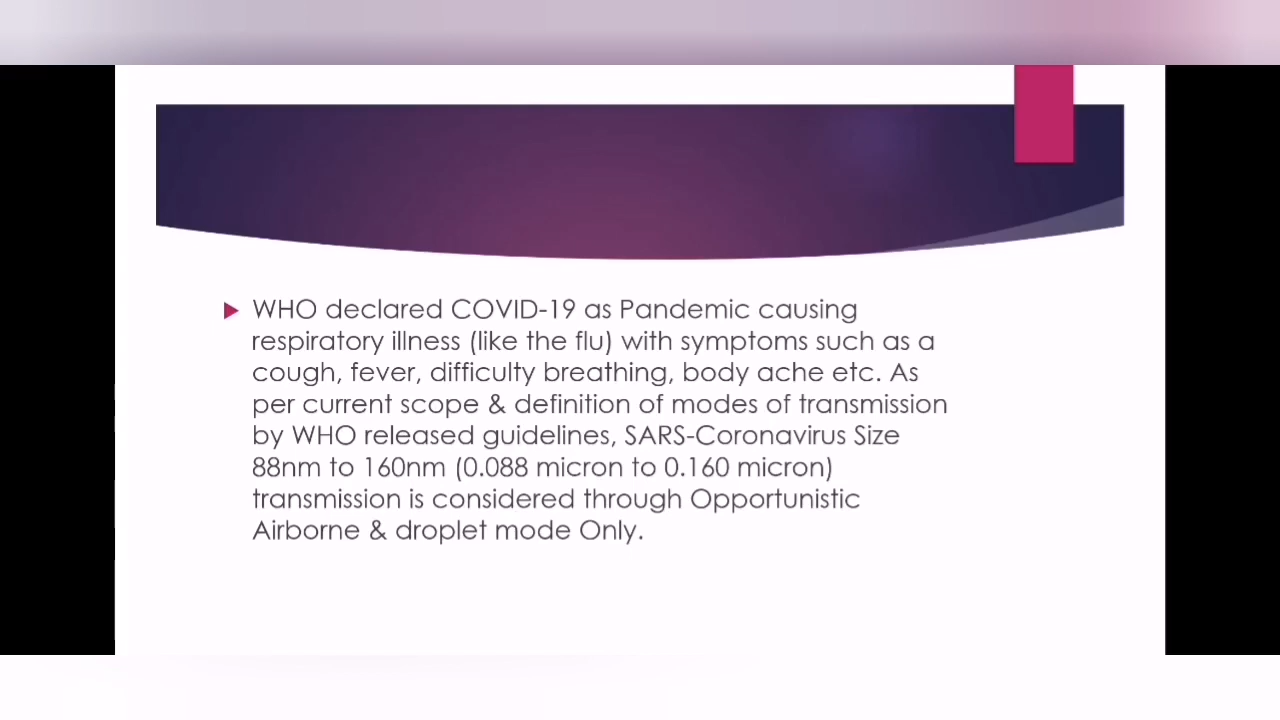 WHO declared COVID-19 as Pandemic causing
respiratory illness (like the flu) with symptoms such as a
cough, fever, difficulty breathing, body ache etc. As
per current scope & definition of modes of transmission
by WHO released guidelines, SARS-Coronavirus Size
88nm to 160nm (0.088 micron to 0.160 micron)
transmission is considered through Opportunistic
Airborne & droplet mode Only.